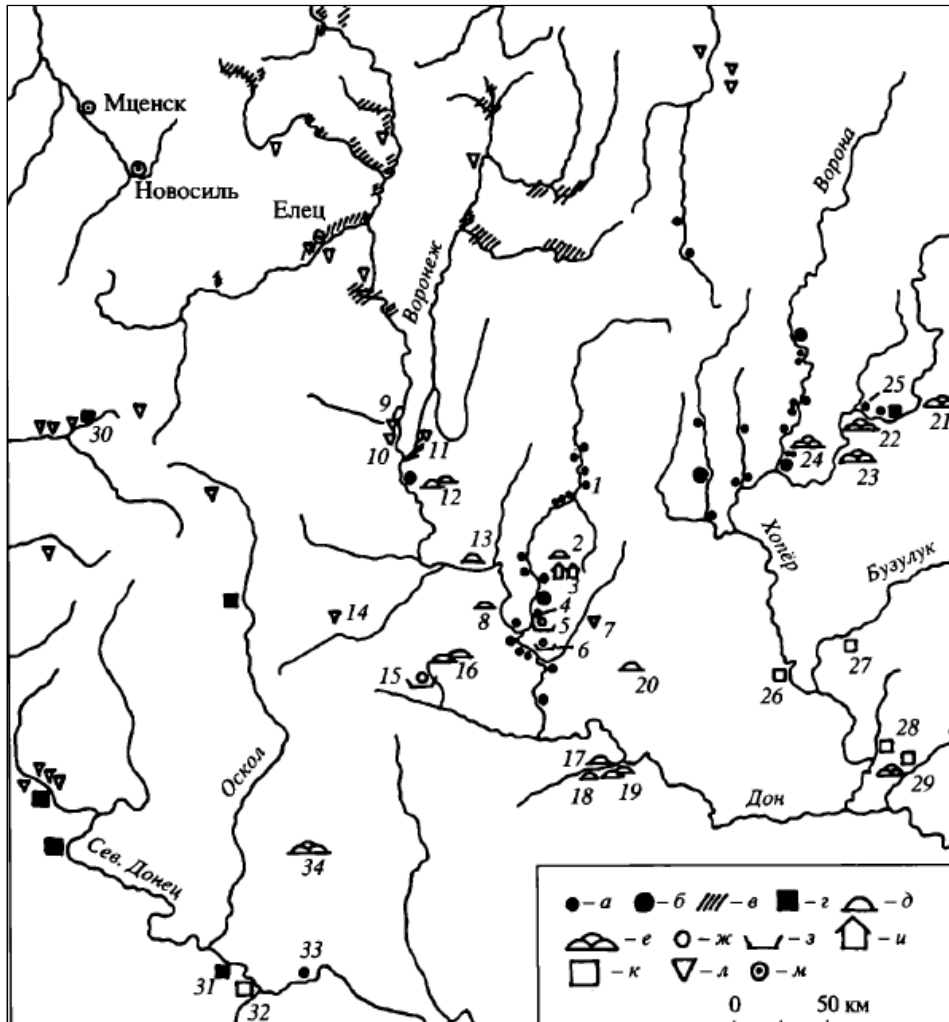 Мценск
Новосиль
Елец
Воронеж
Ворона
9
10
11
12
30
1
25
21
22
24
23
13
2
3
8
4
5
7
6
14
15
16
20
Хопёр
Бузулук
27
26
28
29
17
18
19
Дон
Оскол
Сев. Донец
34
33
31
32
- а
- б
- в
- г
- д
- е
- ж
- з
- и
- к
- л
- м
0 50 км